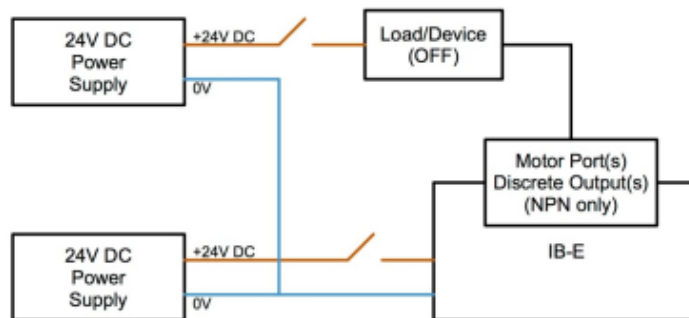 24V DC
Power
Supply
+24V DC
0V
Load/Device
(OFF)
Motor Port(s)
Discrete Output(s)
(NPN only)
IB-E
24V DC
Power
Supply
+24V DC
0V